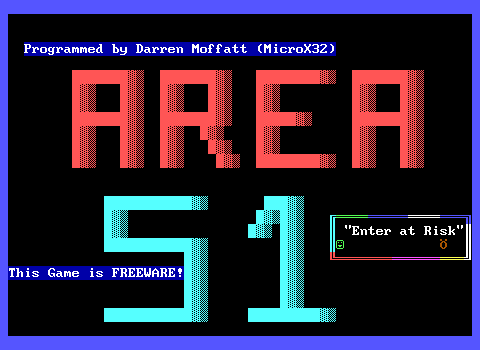 Programmed by Darren Moffatt (MicroX32)
AREA
51
"Enter at Risk"
This Game is FREEWARE!